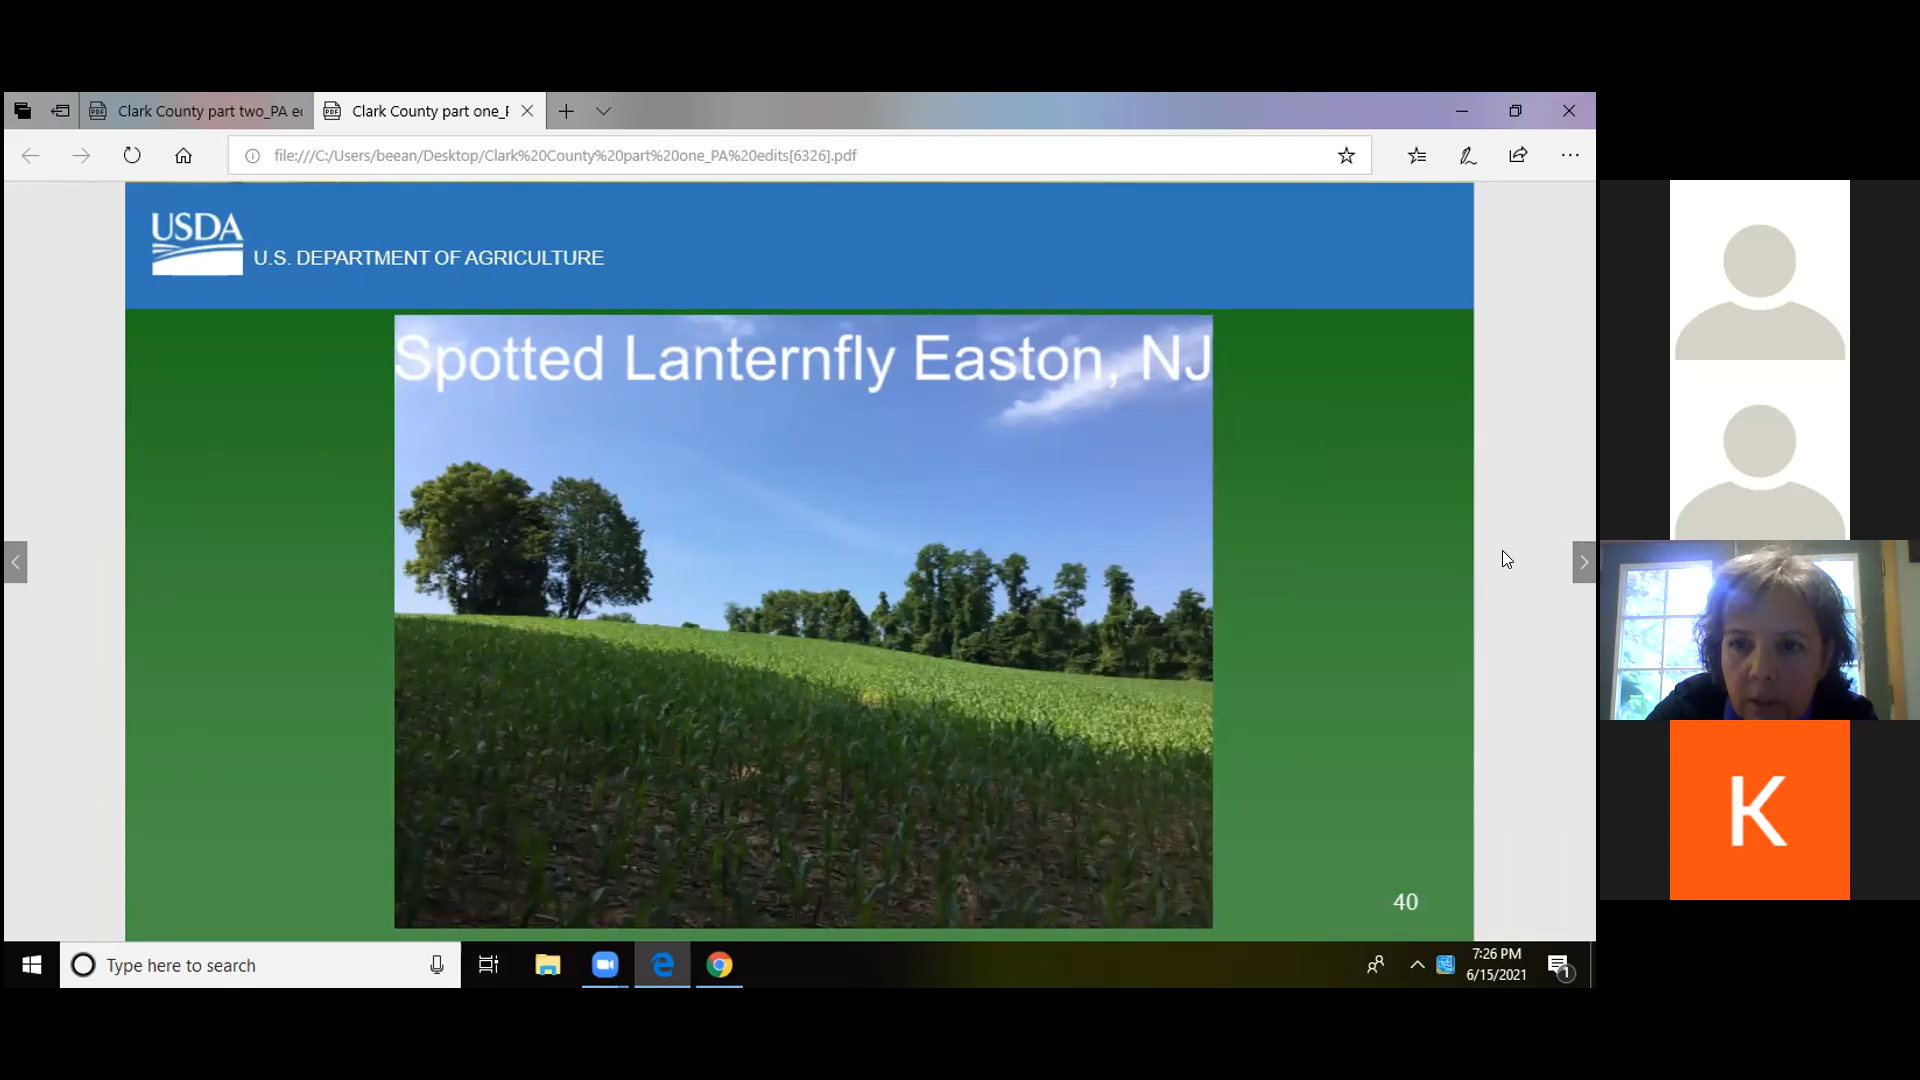 Clark County part two_PA ec
Clark County part one_F
file:///C:/Users/beean/Desktop/Clark%20County%20part%20one_PA%20edits[6326].pdf
USDA
U.S. DEPARTMENT OF AGRICULTURE
Spotted Lanternfly Easton, NJ
40
K
Type here to search
7:26 PM
6/15/2021
1